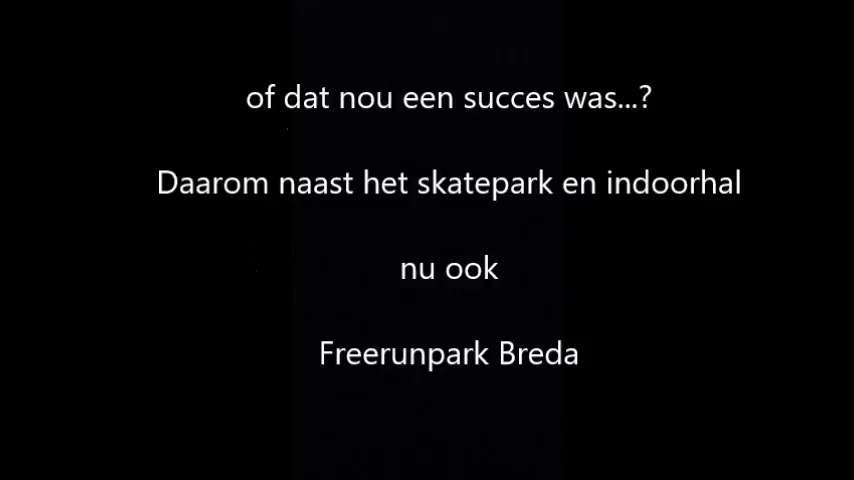 of dat nou een succes was...?
Daarom naast het skatepark en indoorhal
nu ook
Freerunpark Breda